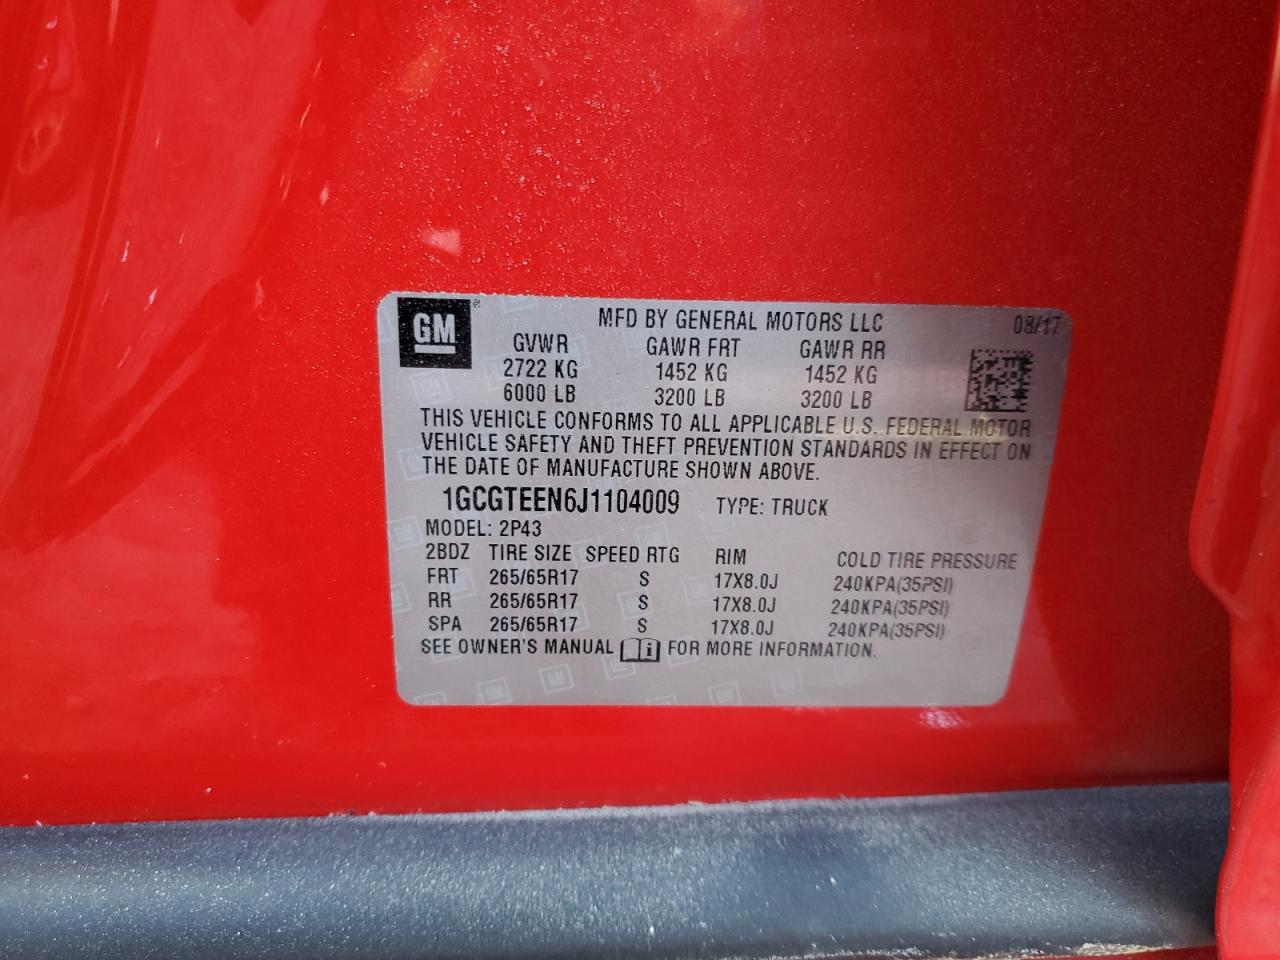 GM® MFD BY GENERAL MOTORS LLC 08/17
GVWR GAWR FRT GAWR RR
2722 KG 1452 KG 1452 KG
6000 LB 3200 LB 3200 LB
THIS VEHICLE CONFORMS TO ALL APPLICABLE U.S. FEDERAL MOTOR
VEHICLE SAFETY AND THEFT PREVENTION STANDARDS IN EFFECT ON
THE DATE OF MANUFACTURE SHOWN ABOVE.
1GCGTEEN6J1104009 TYPE: TRUCK
MODEL: 2P43
2BDZ TIRE SIZE SPEED RTG RIM COLD TIRE PRESSURE
FRT 265/65R17 S 17X8.0J 240KPA(35PSI)
RR 265/65R17 S 17X8.0J 240KPA(35PSI)
SPA 265/65R17 S 17X8.0J 240KPA(35PSI)
SEE OWNER'S MANUAL i FOR MORE INFORMATION.